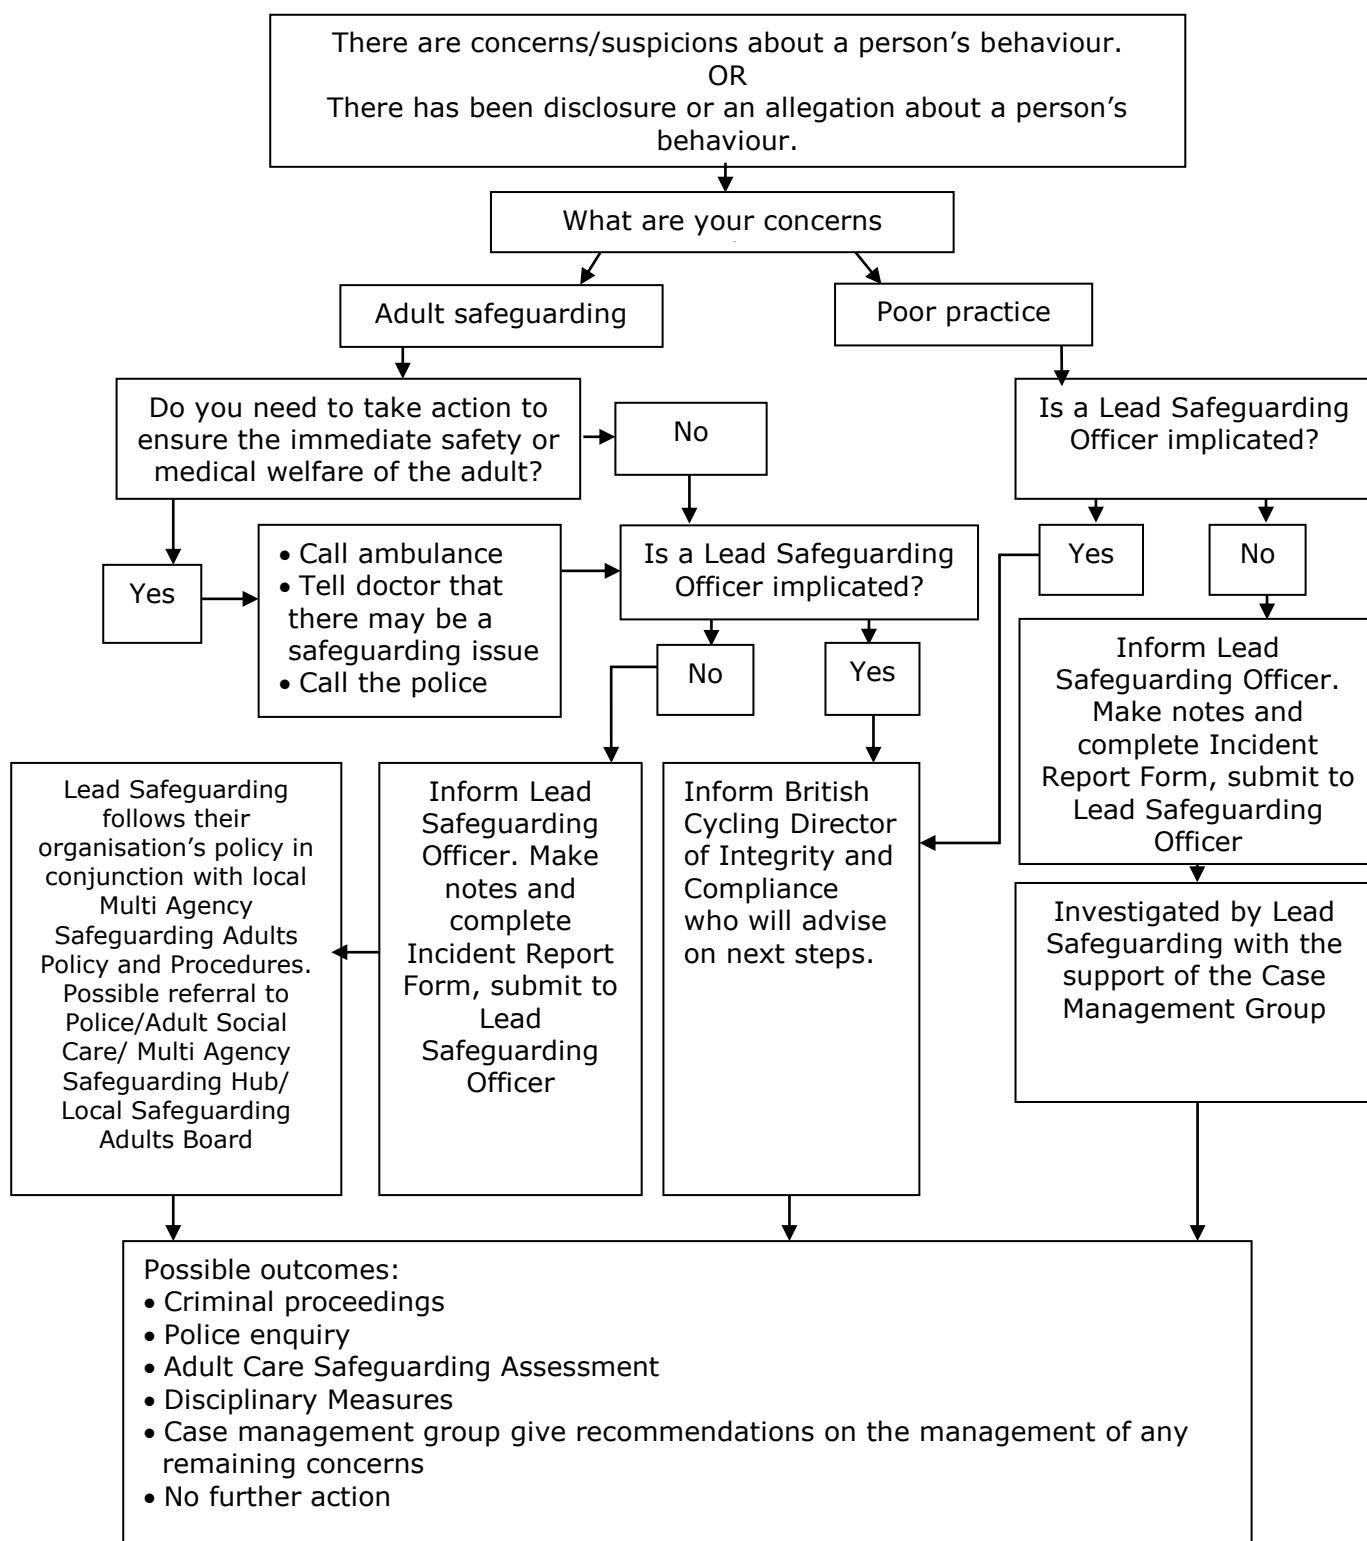 There are concerns/suspicions about a person’s behaviour.
OR
There has been disclosure or an allegation about a person’s
behaviour.
What are your concerns
Adult safeguarding
Poor practice
Do you need to take action to
ensure the immediate safety or
medical welfare of the adult?
No
Is a Lead Safeguarding
Officer implicated?
Yes
• Call ambulance
• Tell doctor that
there may be a
safeguarding issue
• Call the police
Is a Lead Safeguarding
Officer implicated?
Yes
No
No
Yes
Inform Lead
Safeguarding Officer.
Make notes and
complete Incident
Report Form, submit to
Lead Safeguarding
Officer
Lead Safeguarding
follows their
organisation’s policy in
conjunction with local
Multi Agency
Safeguarding Adults
Policy and Procedures.
Possible referral to
Police/Adult Social
Care/ Multi Agency
Safeguarding Hub/
Local Safeguarding
Adults Board
Inform Lead
Safeguarding
Officer. Make
notes and
complete
Incident Report
Form, submit to
Lead
Safeguarding
Officer
Inform British
Cycling Director
of Integrity and
Compliance
who will advise
on next steps.
Investigated by Lead
Safeguarding with the
support of the Case
Management Group
Possible outcomes:
• Criminal proceedings
• Police enquiry
• Adult Care Safeguarding Assessment
• Disciplinary Measures
• Case management group give recommendations on the management of any
remaining concerns
• No further action